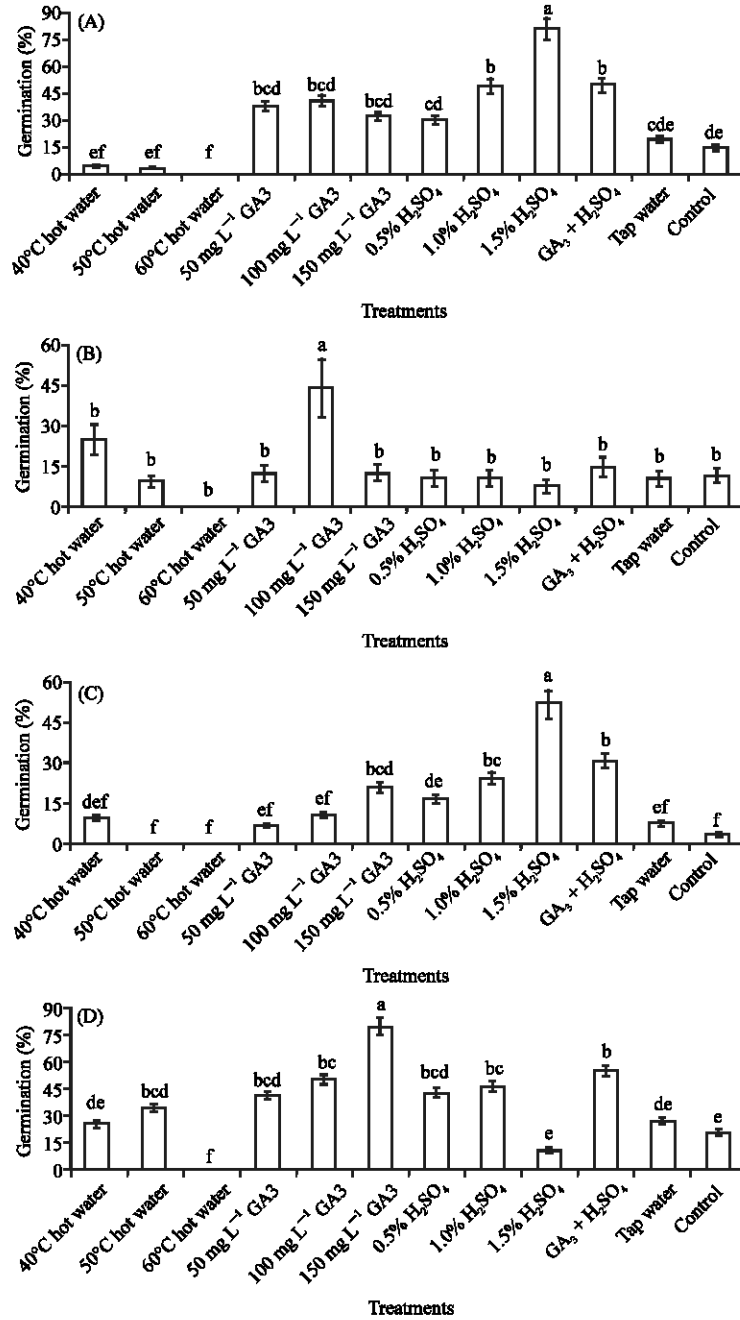 (A)
Germination (%)
90
75
60
45
30
15
0
ef
ef
f
bcd
bcd
bcd
cd
b
a
b
cde
de
40°C hot water
50°C hot water
60°C hot water
50 mg L⁻¹ GA3
100 mg L⁻¹ GA3
150 mg L⁻¹ GA3
0.5% H₂SO₄
1.0% H₂SO₄
1.5% H₂SO₄
GA₃ + H₂SO₄
Tap water
Control
Treatments
(B)
Germination (%)
60
45
30
15
0
b
b
b
b
a
b
b
b
b
b
b
b
40°C hot water
50°C hot water
60°C hot water
50 mg L⁻¹ GA3
100 mg L⁻¹ GA3
150 mg L⁻¹ GA3
0.5% H₂SO₄
1.0% H₂SO₄
1.5% H₂SO₄
GA₃ + H₂SO₄
Tap water
Control
Treatments
(C)
Germination (%)
60
45
30
15
0
def
f
f
ef
ef
bcd
de
bc
a
b
ef
f
40°C hot water
50°C hot water
60°C hot water
50 mg L⁻¹ GA3
100 mg L⁻¹ GA3
150 mg L⁻¹ GA3
0.5% H₂SO₄
1.0% H₂SO₄
1.5% H₂SO₄
GA₃ + H₂SO₄
Tap water
Control
Treatments
(D)
Germination (%)
90
75
60
45
30
15
0
de
bcd
f
bcd
bc
a
bcd
bc
e
b
de
e
40°C hot water
50°C hot water
60°C hot water
50 mg L⁻¹ GA3
100 mg L⁻¹ GA3
150 mg L⁻¹ GA3
0.5% H₂SO₄
1.0% H₂SO₄
1.5% H₂SO₄
GA₃ + H₂SO₄
Tap water
Control
Treatments